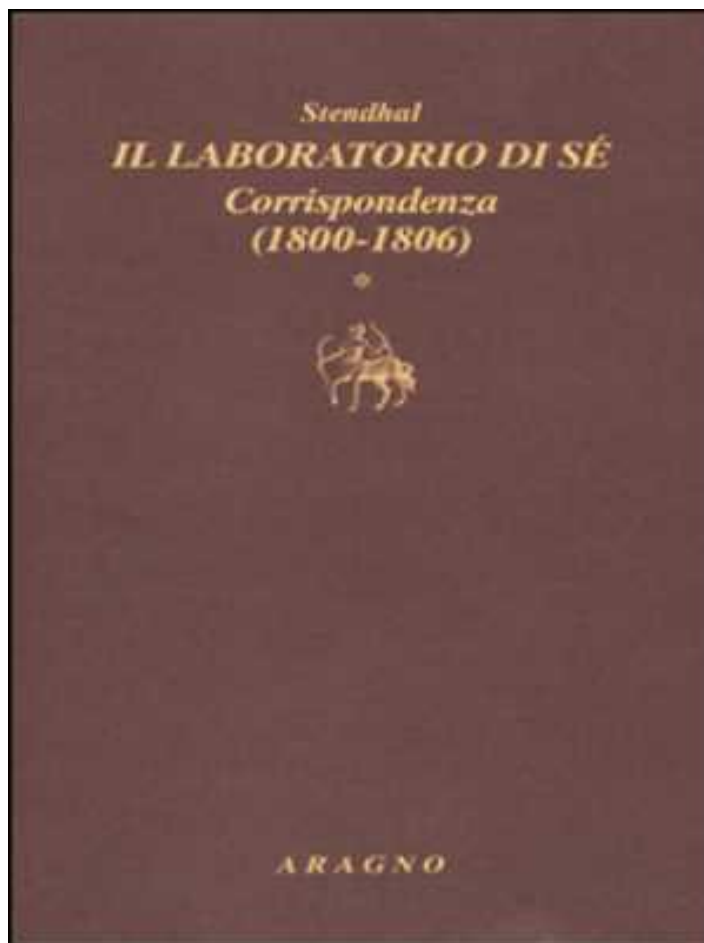 Stendhal
IL LABORATORIO DI SÉ
Corrispondenza
(1800-1806)
*
ARAGNO